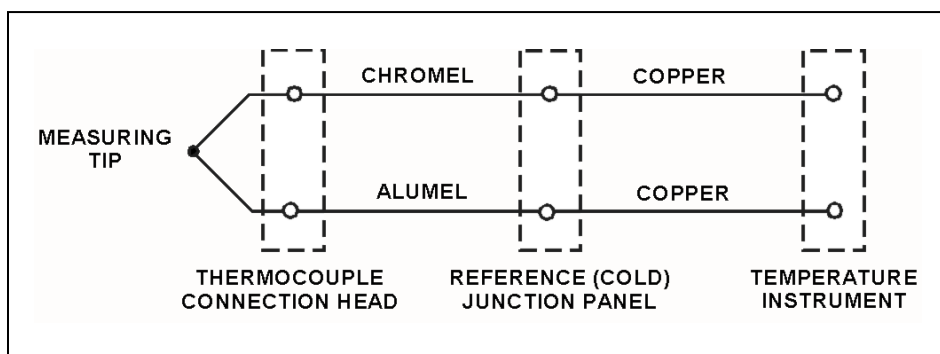 CHROMEL
COPPER
MEASURING
TIP
ALUMEL
COPPER
THERMOCOUPLE
CONNECTION HEAD
REFERENCE (COLD)
JUNCTION PANEL
TEMPERATURE
INSTRUMENT